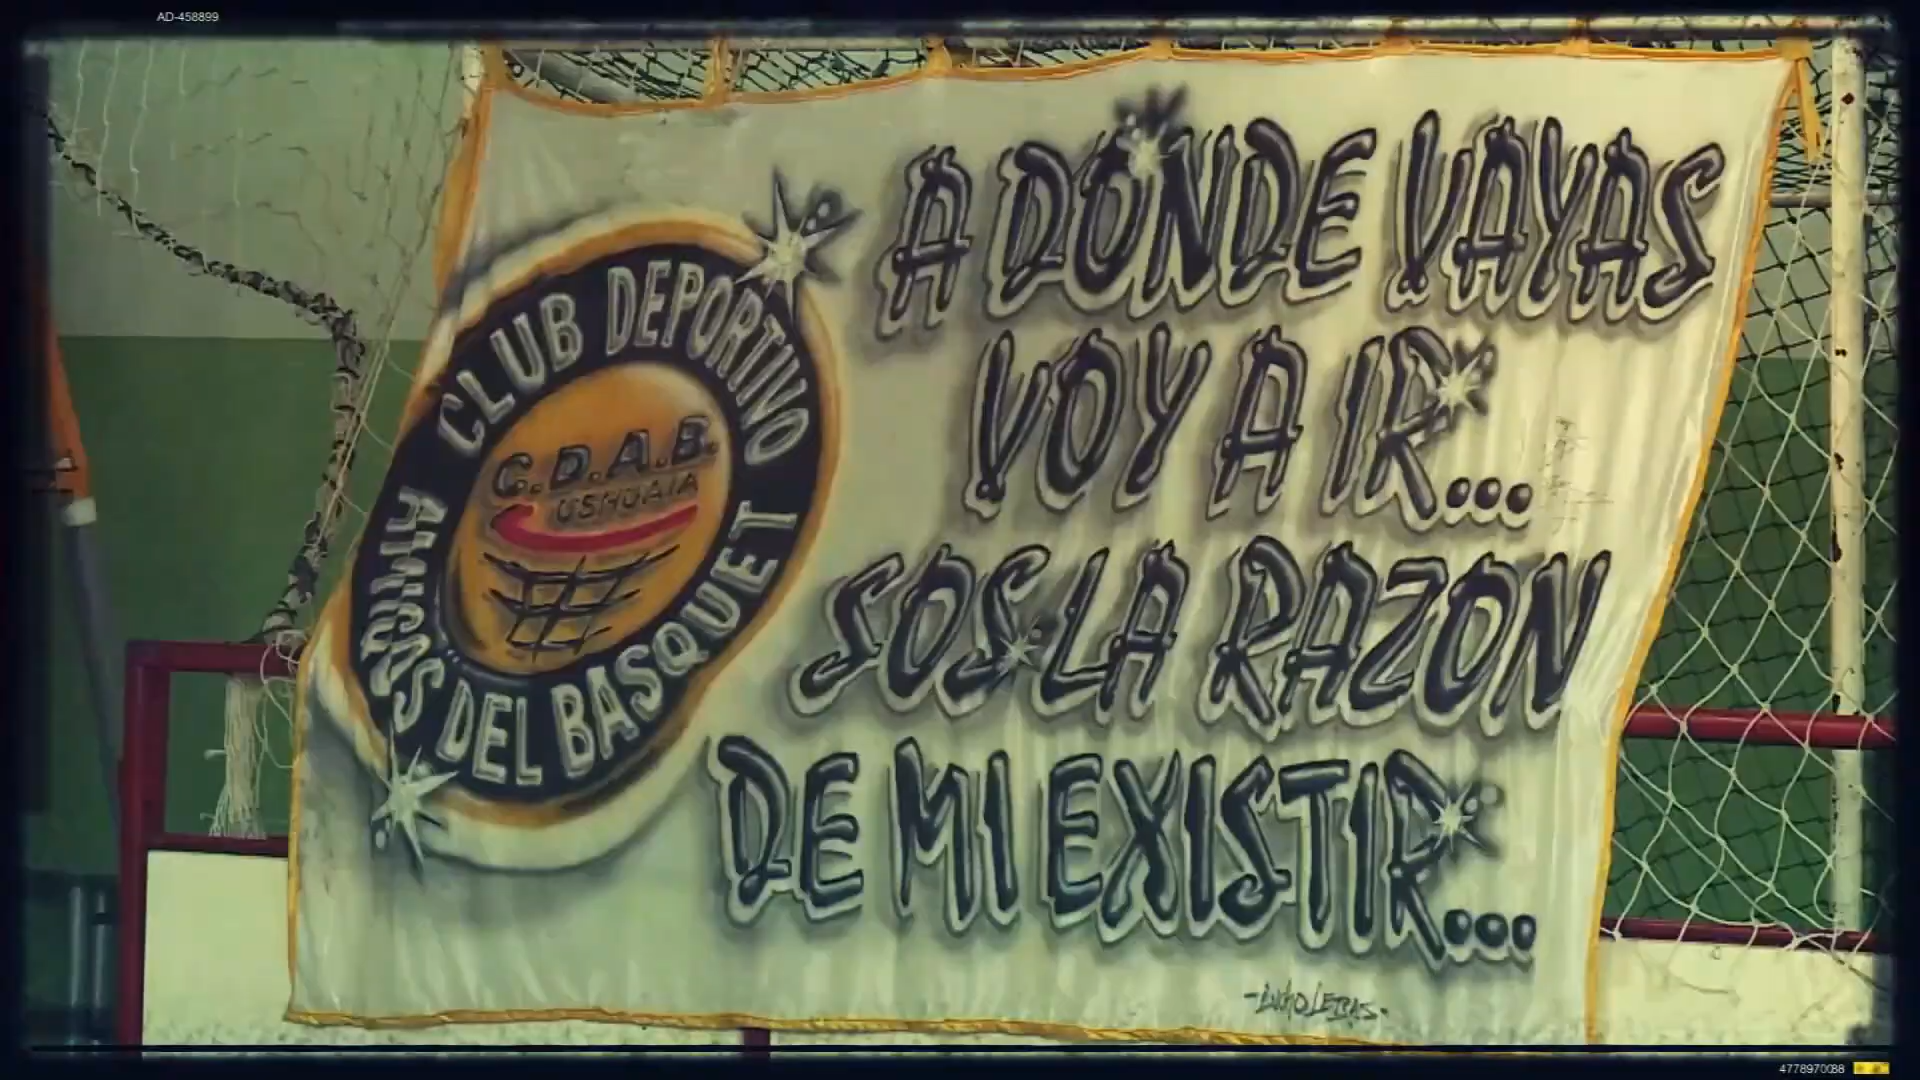 AD-458899
CLUB DEPORTIVO
AMIGOS DEL BASQUET
C.D.A.B.
USHUAIA
A DONDE VAYAS
VOY A IR...
SOS LA RAZON
DE MI EXISTIR...
-LUCHO LETRAS-
4778970088